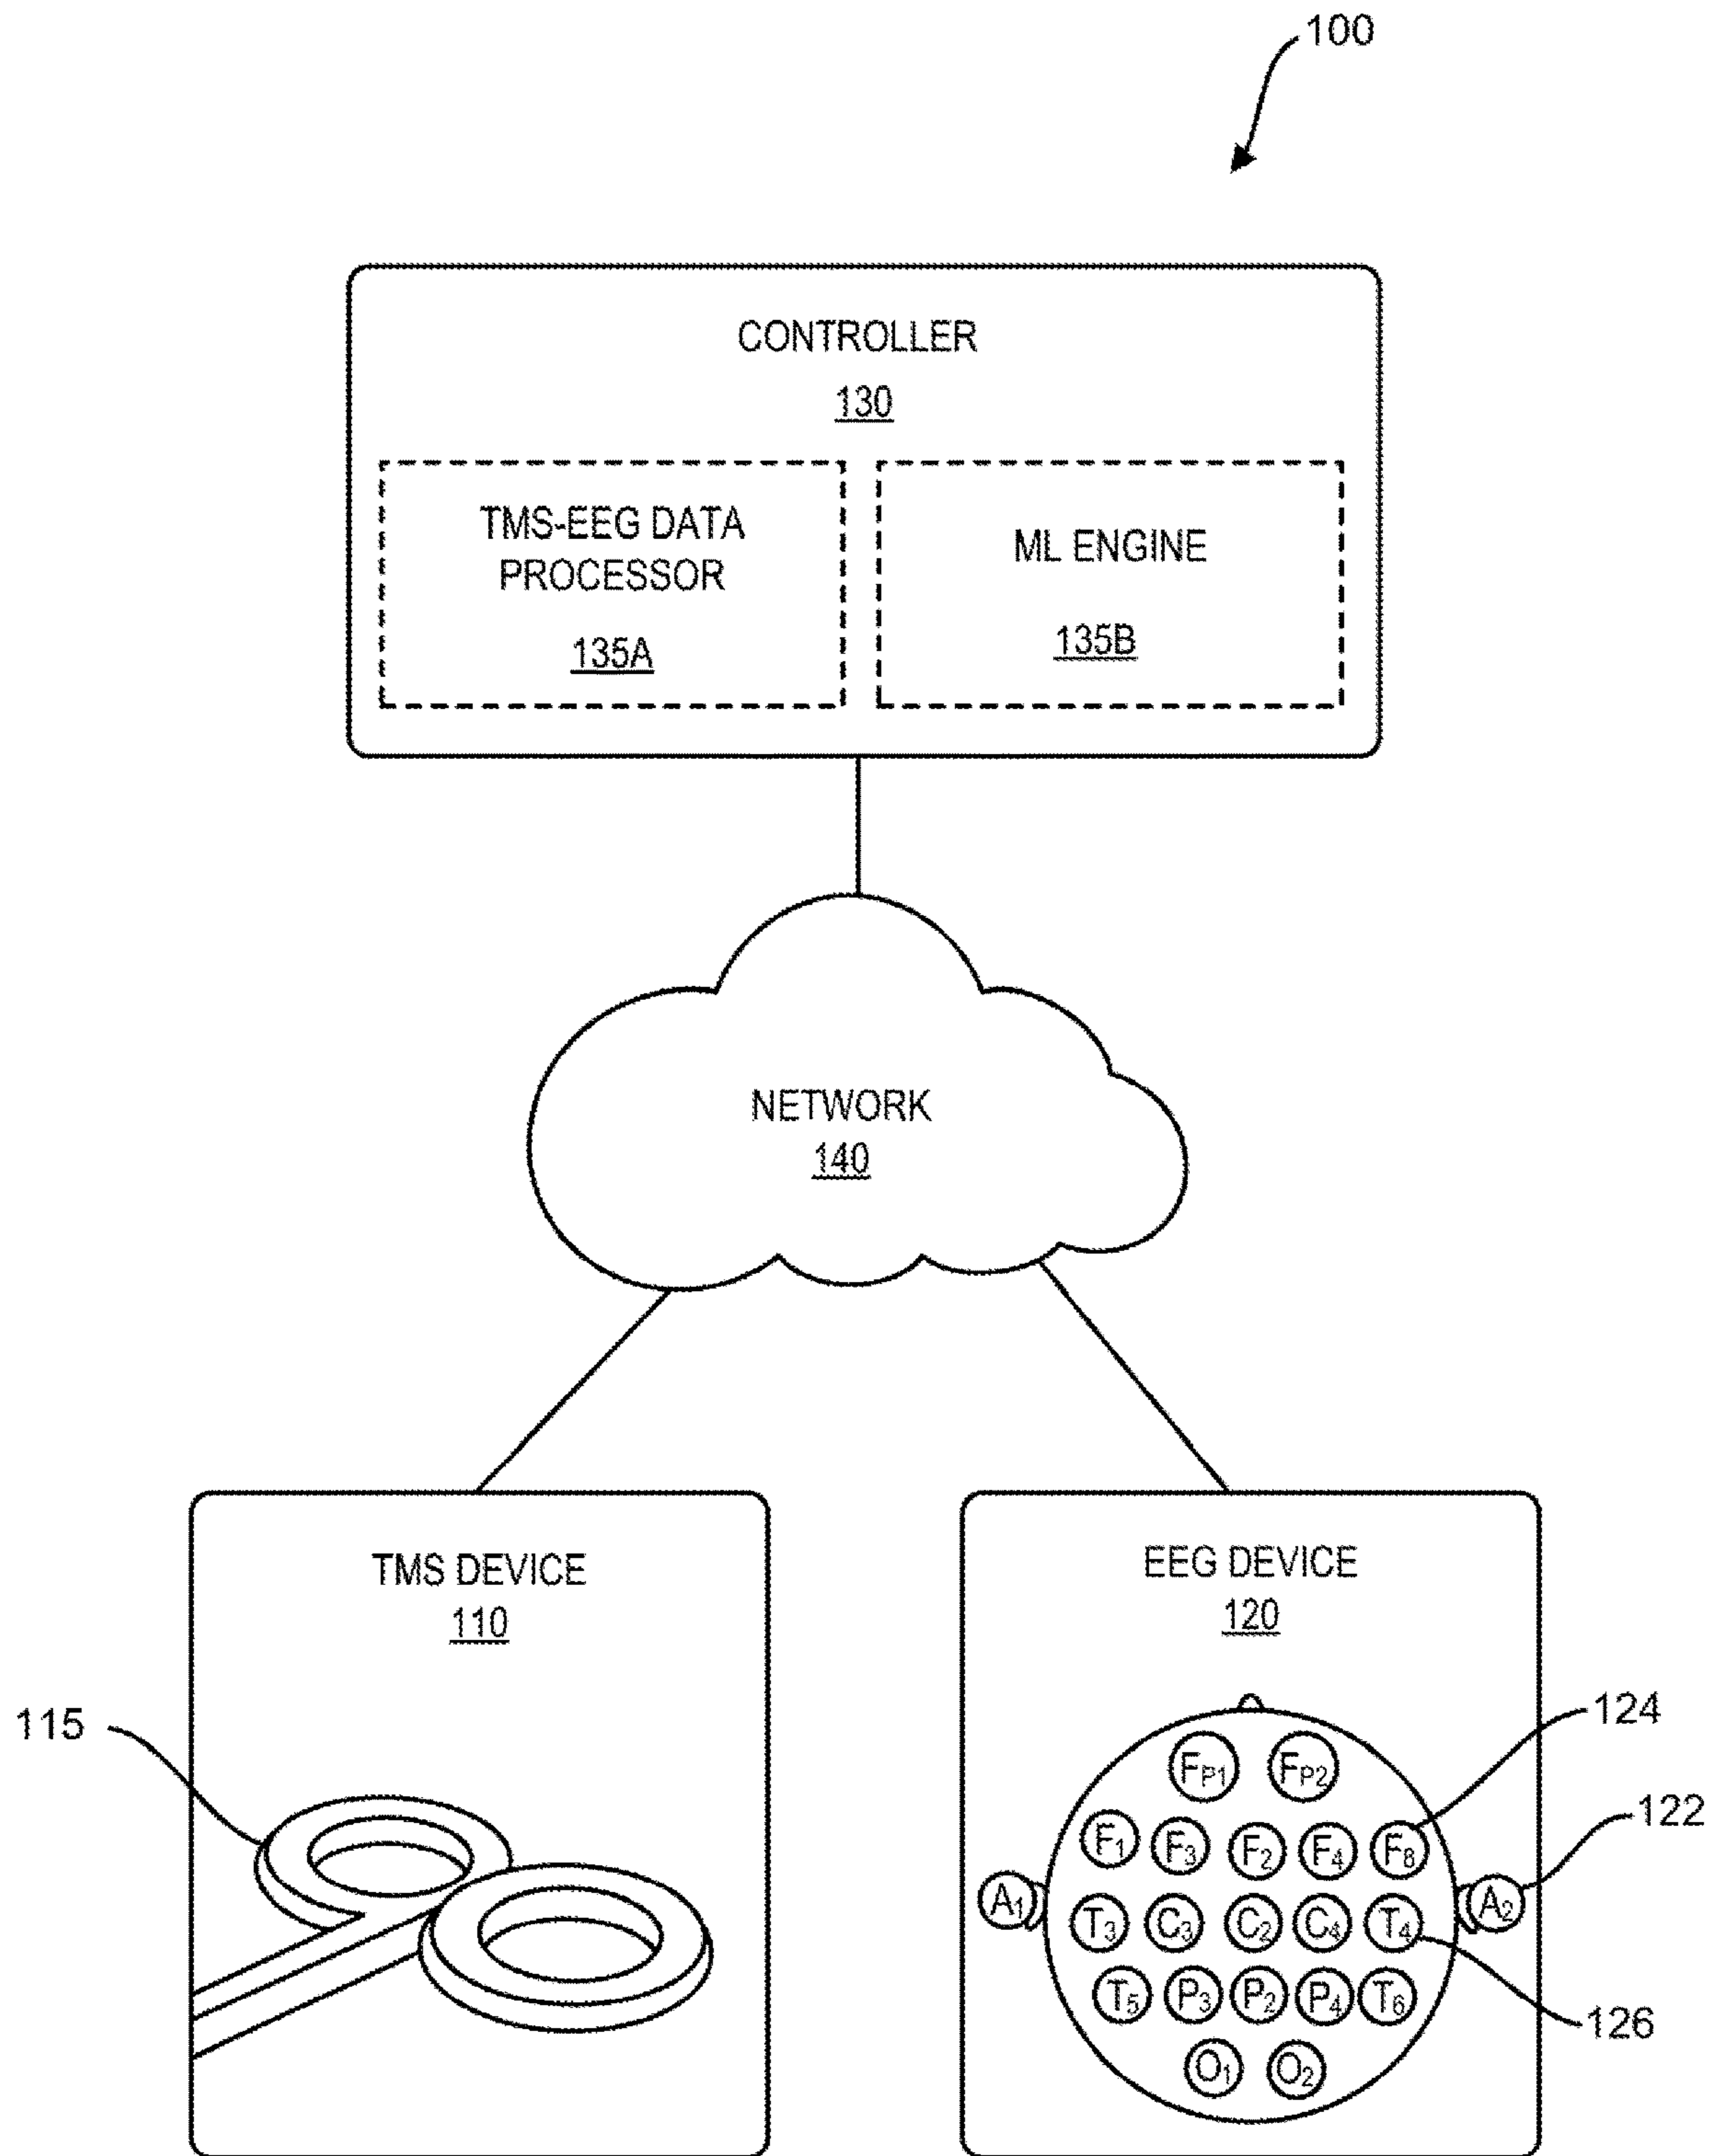 100
CONTROLLER
130
TMS-EEG DATA
PROCESSOR
135A
ML ENGINE
135B
NETWORK
140
TMS DEVICE
110
115
EEG DEVICE
120
124
122
126
FP1 FP2
F1 F3 F2 F4 F8
A1 A2
T3 C3 C2 C4 T4
T5 P3 P2 P4 T6
O1 O2